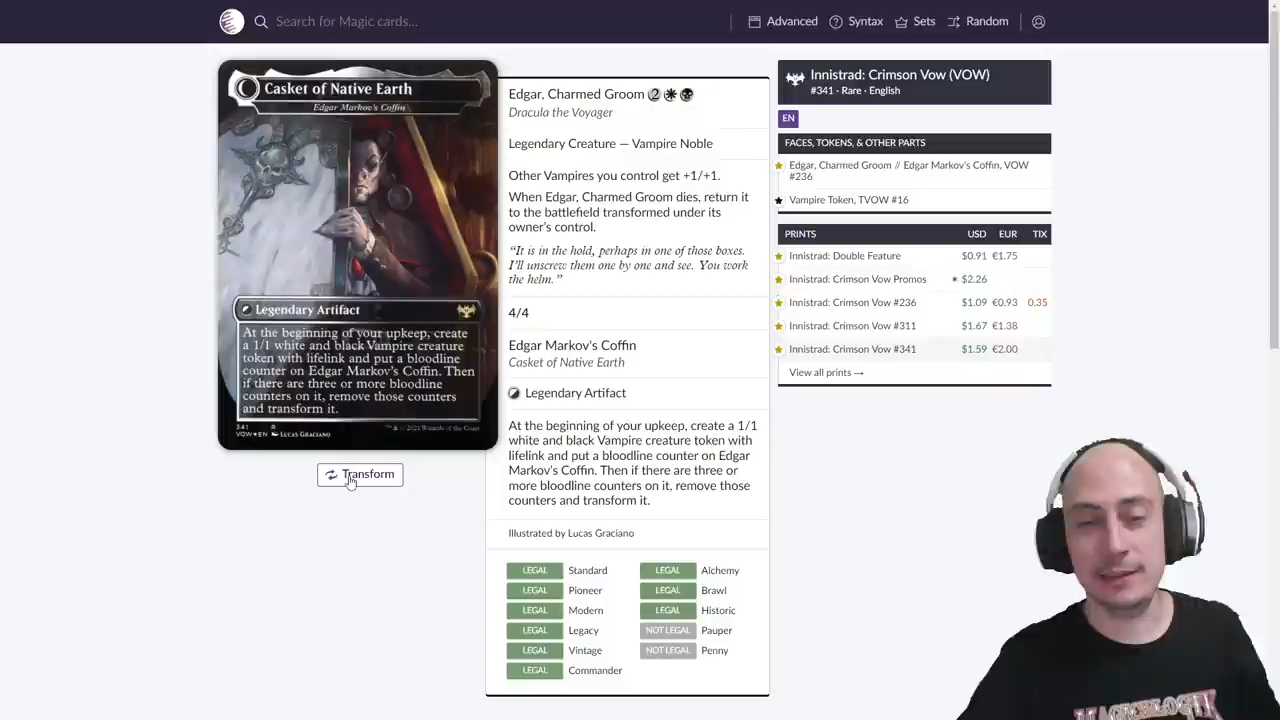 Search for Magic cards...
Advanced
Syntax
Sets
Random
Casket of Native Earth
Edgar Markov's Coffin
Legendary Artifact
At the beginning of your upkeep, create
a 1/1 white and black Vampire creature
token with lifelink and put a bloodline
counter on Edgar Markov's Coffin. Then
if there are three or more bloodline
counters on it, remove those counters
and transform it.
341 R
VOW★EN LUCAS GRACIANO
™ & © 2021 Wizards of the Coast
Transform
Edgar, Charmed Groom 2
Dracula the Voyager
Legendary Creature — Vampire Noble
Other Vampires you control get +1/+1.
When Edgar, Charmed Groom dies, return it
to the battlefield transformed under its
owner's control.
“It is in the hold, perhaps in one of those boxes.
I'll unscrew them one by one and see. You work
the helm.”
4/4
Edgar Markov's Coffin
Casket of Native Earth
Legendary Artifact
At the beginning of your upkeep, create a 1/1
white and black Vampire creature token with
lifelink and put a bloodline counter on Edgar
Markov's Coffin. Then if there are three or
more bloodline counters on it, remove those
counters and transform it.
Illustrated by Lucas Graciano
LEGAL Standard LEGAL Alchemy
LEGAL Pioneer LEGAL Brawl
LEGAL Modern LEGAL Historic
LEGAL Legacy NOT LEGAL Pauper
LEGAL Vintage NOT LEGAL Penny
LEGAL Commander
Innistrad: Crimson Vow (VOW)
#341 · Rare · English
EN
FACES, TOKENS, & OTHER PARTS
Edgar, Charmed Groom // Edgar Markov's Coffin, VOW
#236
Vampire Token, TVOW #16
PRINTS USD EUR TIX
Innistrad: Double Feature $0.91 €1.75
Innistrad: Crimson Vow Promos ✶ $2.26
Innistrad: Crimson Vow #236 $1.09 €0.93 0.35
Innistrad: Crimson Vow #311 $1.67 €1.38
Innistrad: Crimson Vow #341 $1.59 €2.00
View all prints →